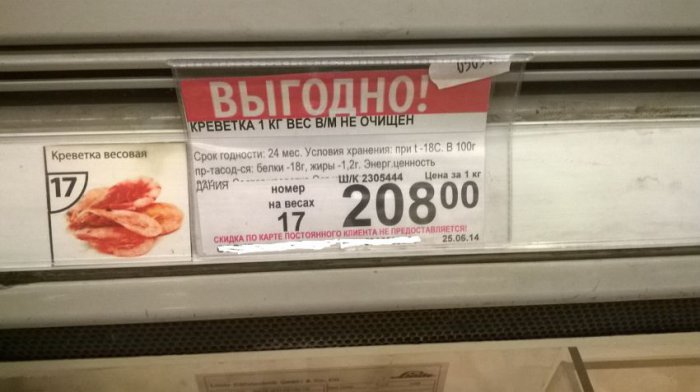 ВЫГОДНО!
КРЕВЕТКА 1 КГ ВЕС В/М НЕ ОЧИЩЕН
Срок годности: 24 мес. Условия хранения: при t -18С. В 100г
пр-та
сод-ся: белки -18г, жиры -1,2г. Энерг.ценность
ДАНИЯ
Ш/К 2305444 Цена за 1 кг
номер
на весах
17
208 00
СКИДКА ПО КАРТЕ ПОСТОЯННОГО КЛИЕНТА НЕ ПРЕДОСТАВЛЯЕТСЯ!
25.06.14
Креветка весовая
17